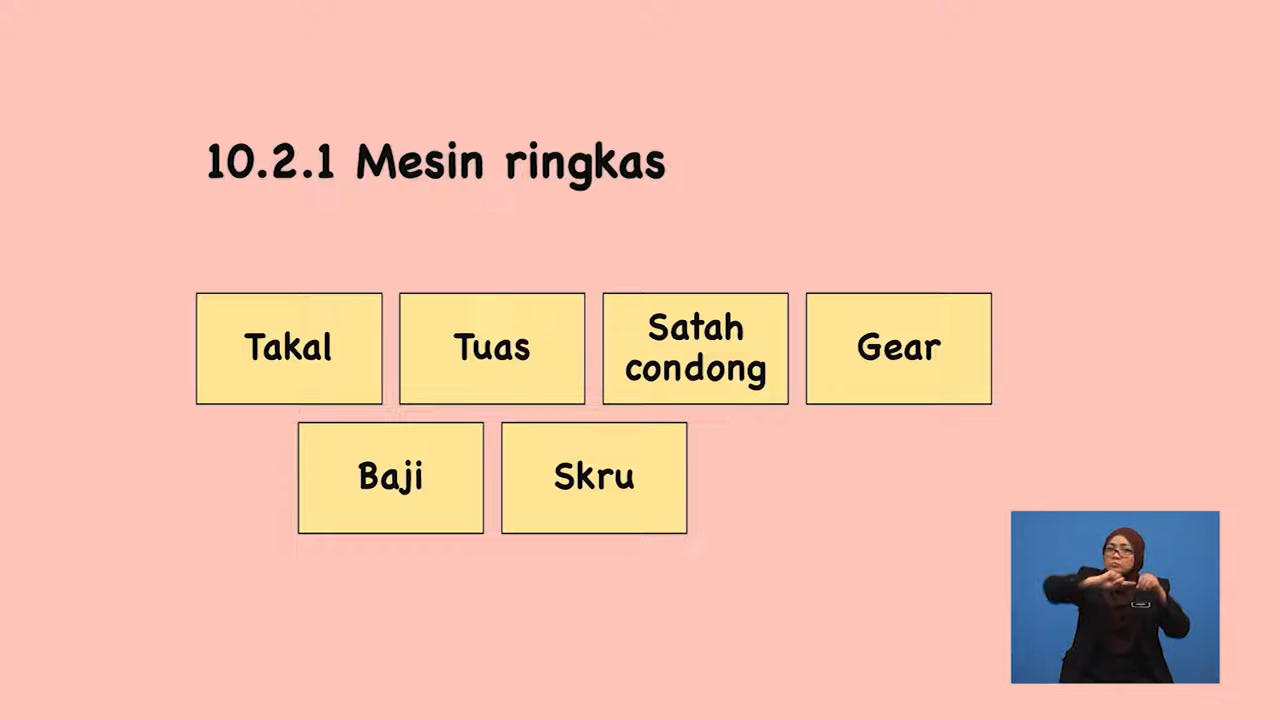 10.2.1 Mesin ringkas
Takal
Tuas
Satah
condong
Gear
Baji
Skru